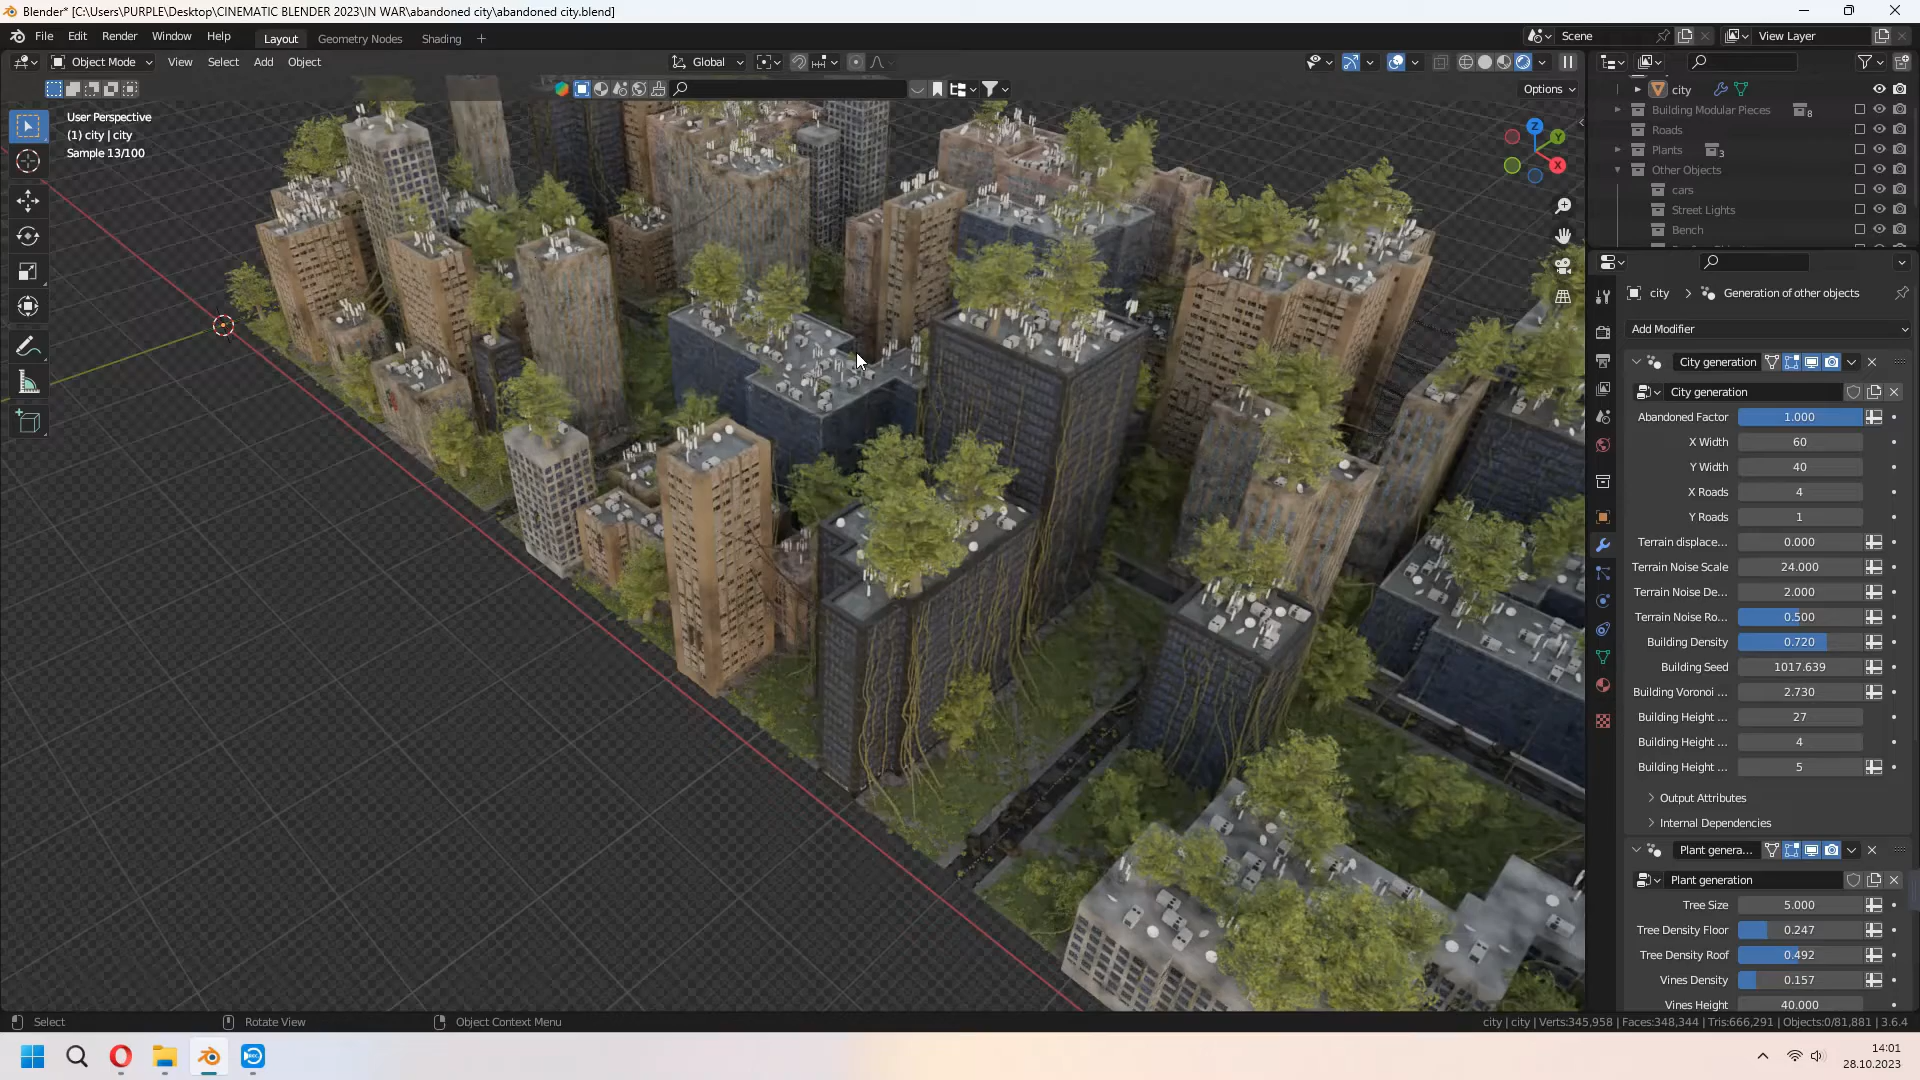 Blender* [C:\Users\PURPLE\Desktop\CINEMATIC BLENDER 2023\IN WAR\abandoned city\abandoned city.blend]
File Edit Render Window Help Layout Geometry Nodes Shading + Scene View Layer
Object Mode View Select Add Object Global
Options
User Perspective
(1) city | city
Sample 13/100
Z
Y
X
city
Building Modular Pieces 8
Roads
Plants 3
Other Objects
cars
Street Lights
Bench
city > Generation of other objects
Add Modifier
City generation
City generation
Abandoned Factor 1.000
X Width 60
Y Width 40
X Roads 4
Y Roads 1
Terrain displace... 0.000
Terrain Noise Scale 24.000
Terrain Noise De... 2.000
Terrain Noise Ro... 0.500
Building Density 0.720
Building Seed 1017.639
Building Voronoi ... 2.730
Building Height ... 27
Building Height ... 4
Building Height ... 5
Output Attributes
Internal Dependencies
Plant genera...
Plant generation
Tree Size 5.000
Tree Density Floor 0.247
Tree Density Roof 0.492
Vines Density 0.157
Vines Height 40.000
Select Rotate View Object Context Menu city | city | Verts:345,958 | Faces:348,344 | Tris:666,291 | Objects:0/81,881 | 3.6.4
14:01
28.10.2023